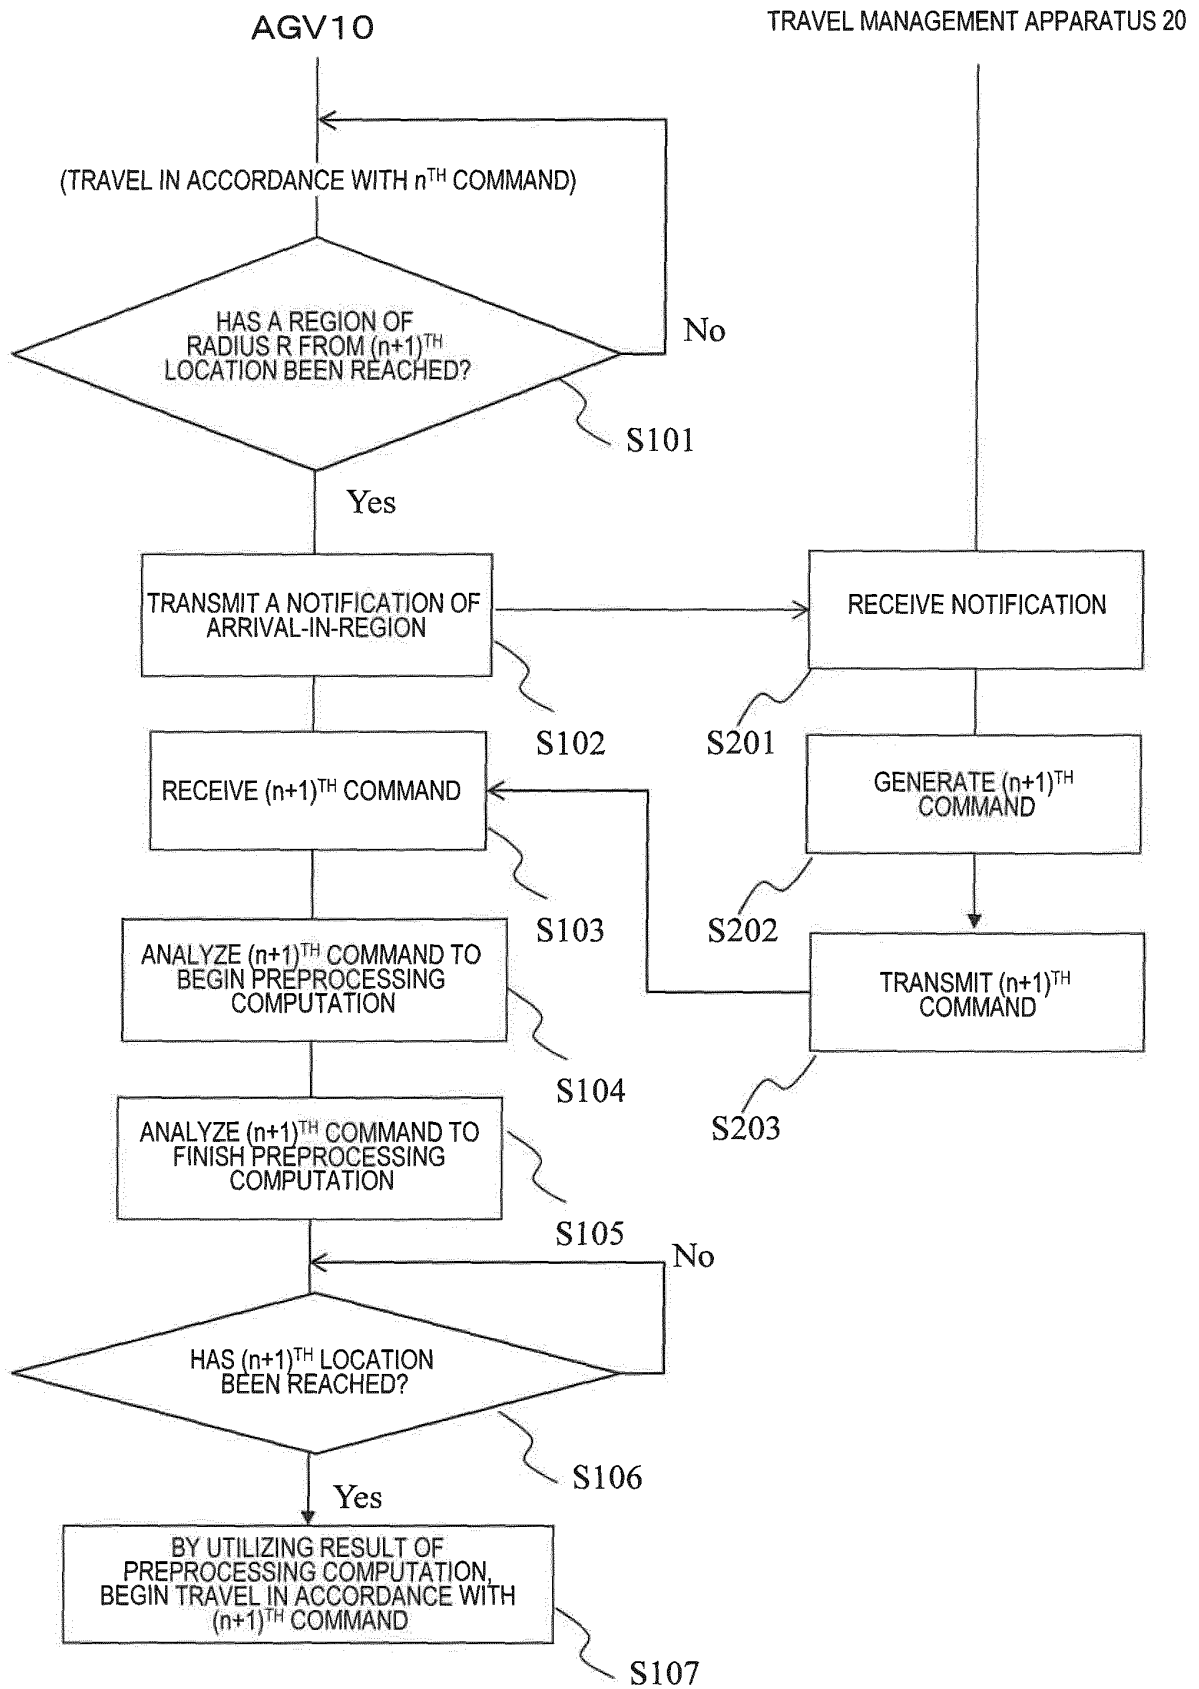 AGV10
TRAVEL MANAGEMENT APPARATUS 20
(TRAVEL IN ACCORDANCE WITH nTH COMMAND)
HAS A REGION OF
RADIUS R FROM (n+1)TH
LOCATION BEEN REACHED?
No
S101
Yes
TRANSMIT A NOTIFICATION OF
ARRIVAL-IN-REGION
S102
RECEIVE NOTIFICATION
S201
RECEIVE (n+1)TH COMMAND
S103
GENERATE (n+1)TH
COMMAND
S202
ANALYZE (n+1)TH COMMAND TO
BEGIN PREPROCESSING
COMPUTATION
S104
TRANSMIT (n+1)TH
COMMAND
S203
ANALYZE (n+1)TH COMMAND TO
FINISH PREPROCESSING
COMPUTATION
S105
No
HAS (n+1)TH LOCATION
BEEN REACHED?
S106
Yes
BY UTILIZING RESULT OF
PREPROCESSING COMPUTATION,
BEGIN TRAVEL IN ACCORDANCE WITH
(n+1)TH COMMAND
S107